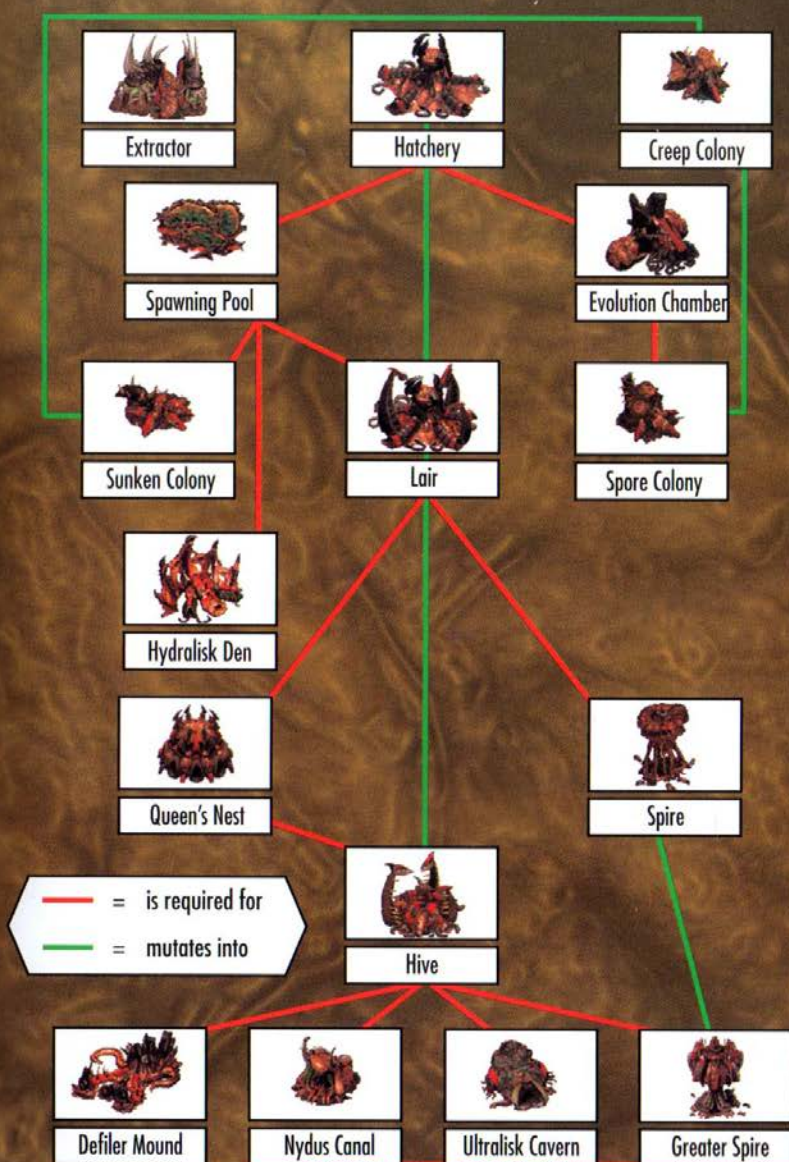 Extractor
Hatchery
Creep Colony
Spawning Pool
Evolution Chamber
Sunken Colony
Lair
Spore Colony
Hydralisk Den
Queen's Nest
Spire
= is required for
= mutates into
Hive
Defiler Mound
Nydus Canal
Ultralisk Cavern
Greater Spire